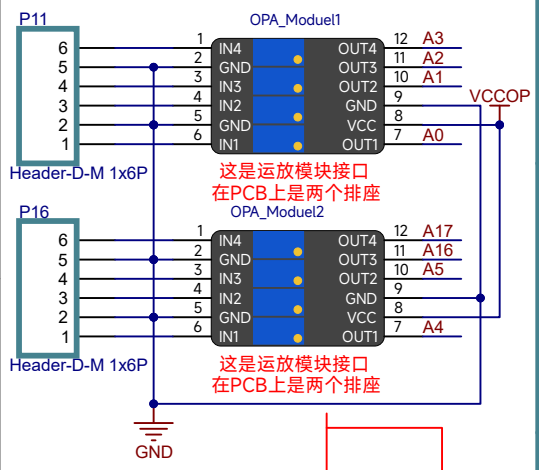 P11
OPA_Moduel1
6 1 IN4 OUT4 12 A3
5 2 GND OUT3 11 A2
4 3 IN3 OUT2 10 A1
3 4 IN2 GND 9
VCCOP
2 5 GND VCC 8
1 6 IN1 OUT1 7 A0
Header-D-M 1x6P
这是运放模块接口
在PCB上是两个排座
P16
OPA_Moduel2
6 1 IN4 OUT4 12 A17
5 2 GND OUT3 11 A16
4 3 IN3 OUT2 10 A5
3 4 IN2 GND 9
2 5 GND VCC 8
1 6 IN1 OUT1 7 A4
Header-D-M 1x6P
这是运放模块接口
在PCB上是两个排座
GND